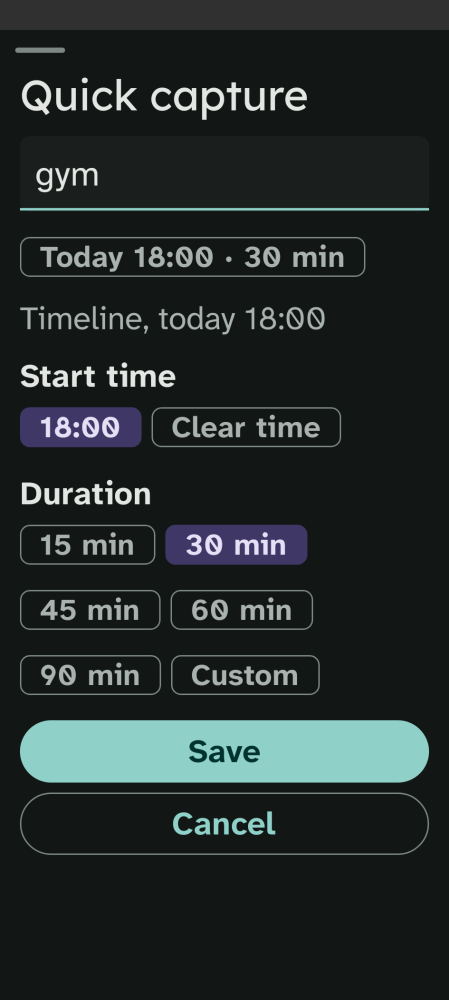 Quick capture
gym
Today 18:00 · 30 min
Timeline, today 18:00
Start time
18:00 Clear time
Duration
15 min 30 min
45 min 60 min
90 min Custom
Save
Cancel